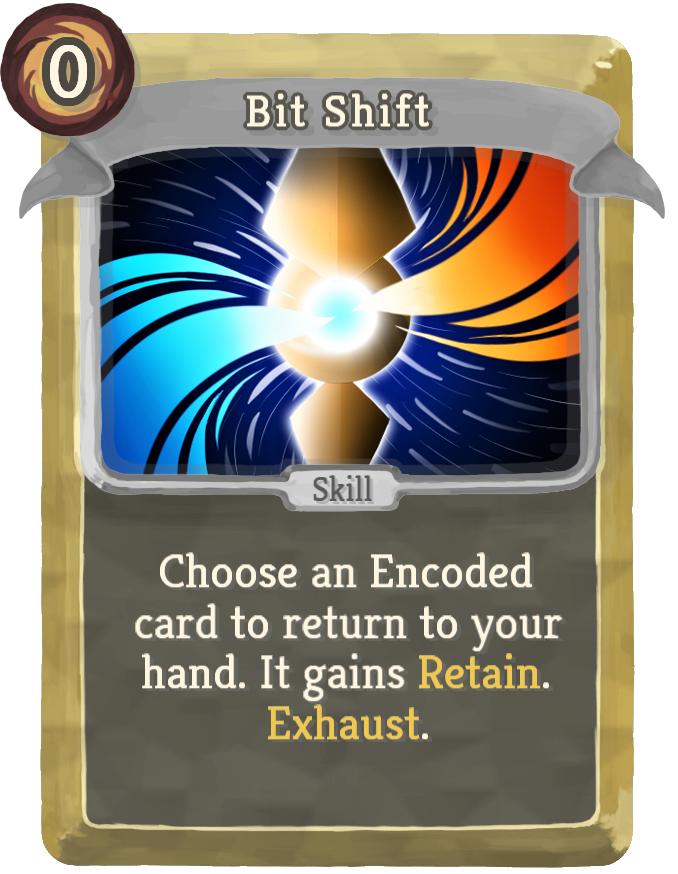 0
Bit Shift
Skill
Choose an Encoded
card to return to your
hand. It gains Retain.
Exhaust.